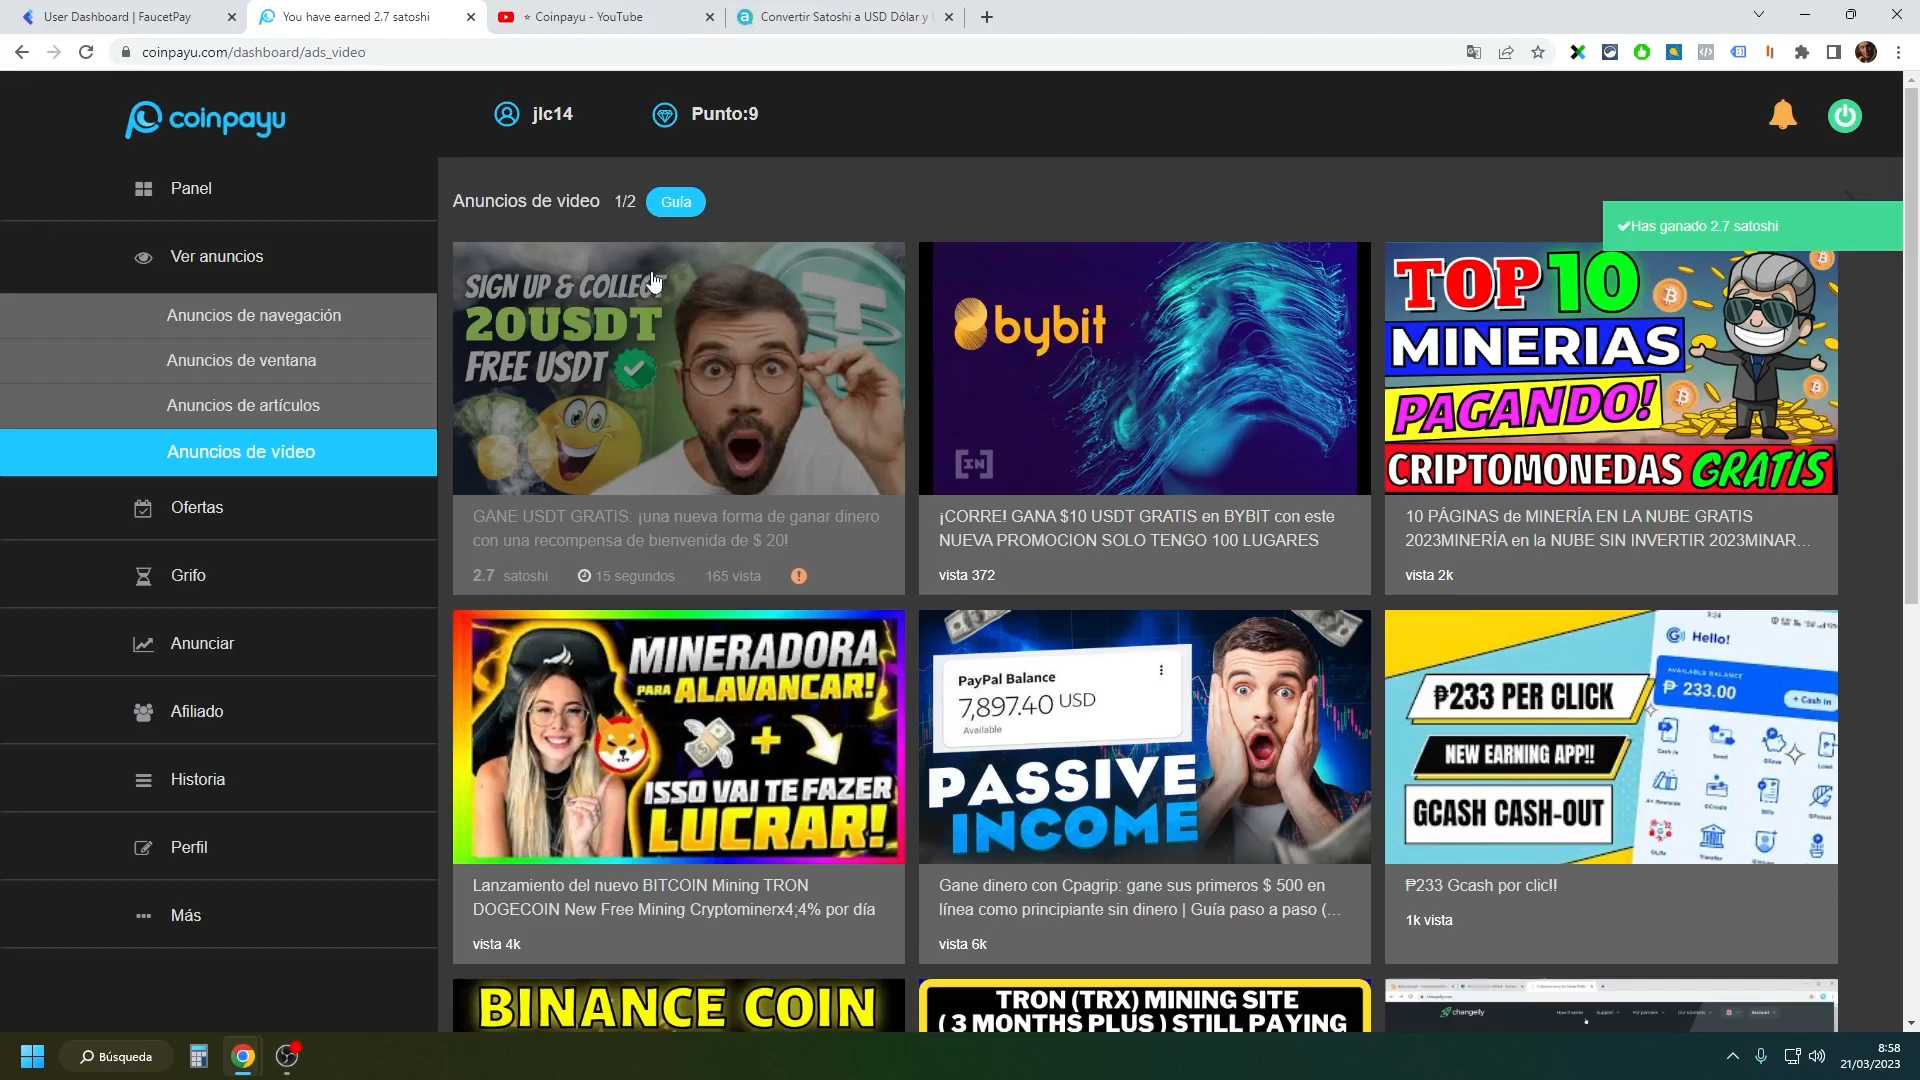 User Dashboard | FaucetPay
You have earned 2.7 satoshi
⭐ Coinpayu - YouTube
Convertir Satoshi a USD Dólar y
coinpayu.com/dashboard/ads_video
coinpayu
jlc14
Punto:9
Panel
Ver anuncios
Anuncios de navegación
Anuncios de ventana
Anuncios de artículos
Anuncios de vídeo
Ofertas
Grifo
Anunciar
Afiliado
Historia
Perfil
Más
Anuncios de video 1/2 Guía
Has ganado 2.7 satoshi
SIGN UP & COLLECT
20USDT
FREE USDT
GANE USDT GRATIS: ¡una nueva forma de ganar dinero
con una recompensa de bienvenida de $ 20!
2.7 satoshi 15 segundos 165 vista
bybit
[IN]
¡CORRE! GANA $10 USDT GRATIS en BYBIT con este
NUEVA PROMOCION SOLO TENGO 100 LUGARES
vista 372
TOP 10
MINERIAS
PAGANDO!
CRIPTOMONEDAS GRATIS
10 PÁGINAS de MINERÍA EN LA NUBE GRATIS
2023MINERÍA en la NUBE SIN INVERTIR 2023MINAR...
vista 2k
MINERADORA
PARA ALAVANCAR!
ISSO VAI TE FAZER
LUCRAR!
Lanzamiento del nuevo BITCOIN Mining TRON
DOGECOIN New Free Mining Cryptominerx4;4% por día
vista 4k
PayPal Balance
7,897.40 USD
Available
PASSIVE
INCOME
Gane dinero con Cpagrip: gane sus primeros $ 500 en
línea como principiante sin dinero | Guía paso a paso (...
vista 6k
9:24
Hello!
AVAILABLE BALANCE
₱ 233.00
+ Cash In
₱233 PER CLICK
NEW EARNING APP!!
GCASH CASH-OUT
₱233 Gcash por clic!!
1k vista
BINANCE COIN
TRON (TRX) MINING SITE
( 3 MONTHS PLUS ) STILL PAYING
changelly
Búsqueda
8:58
21/03/2023